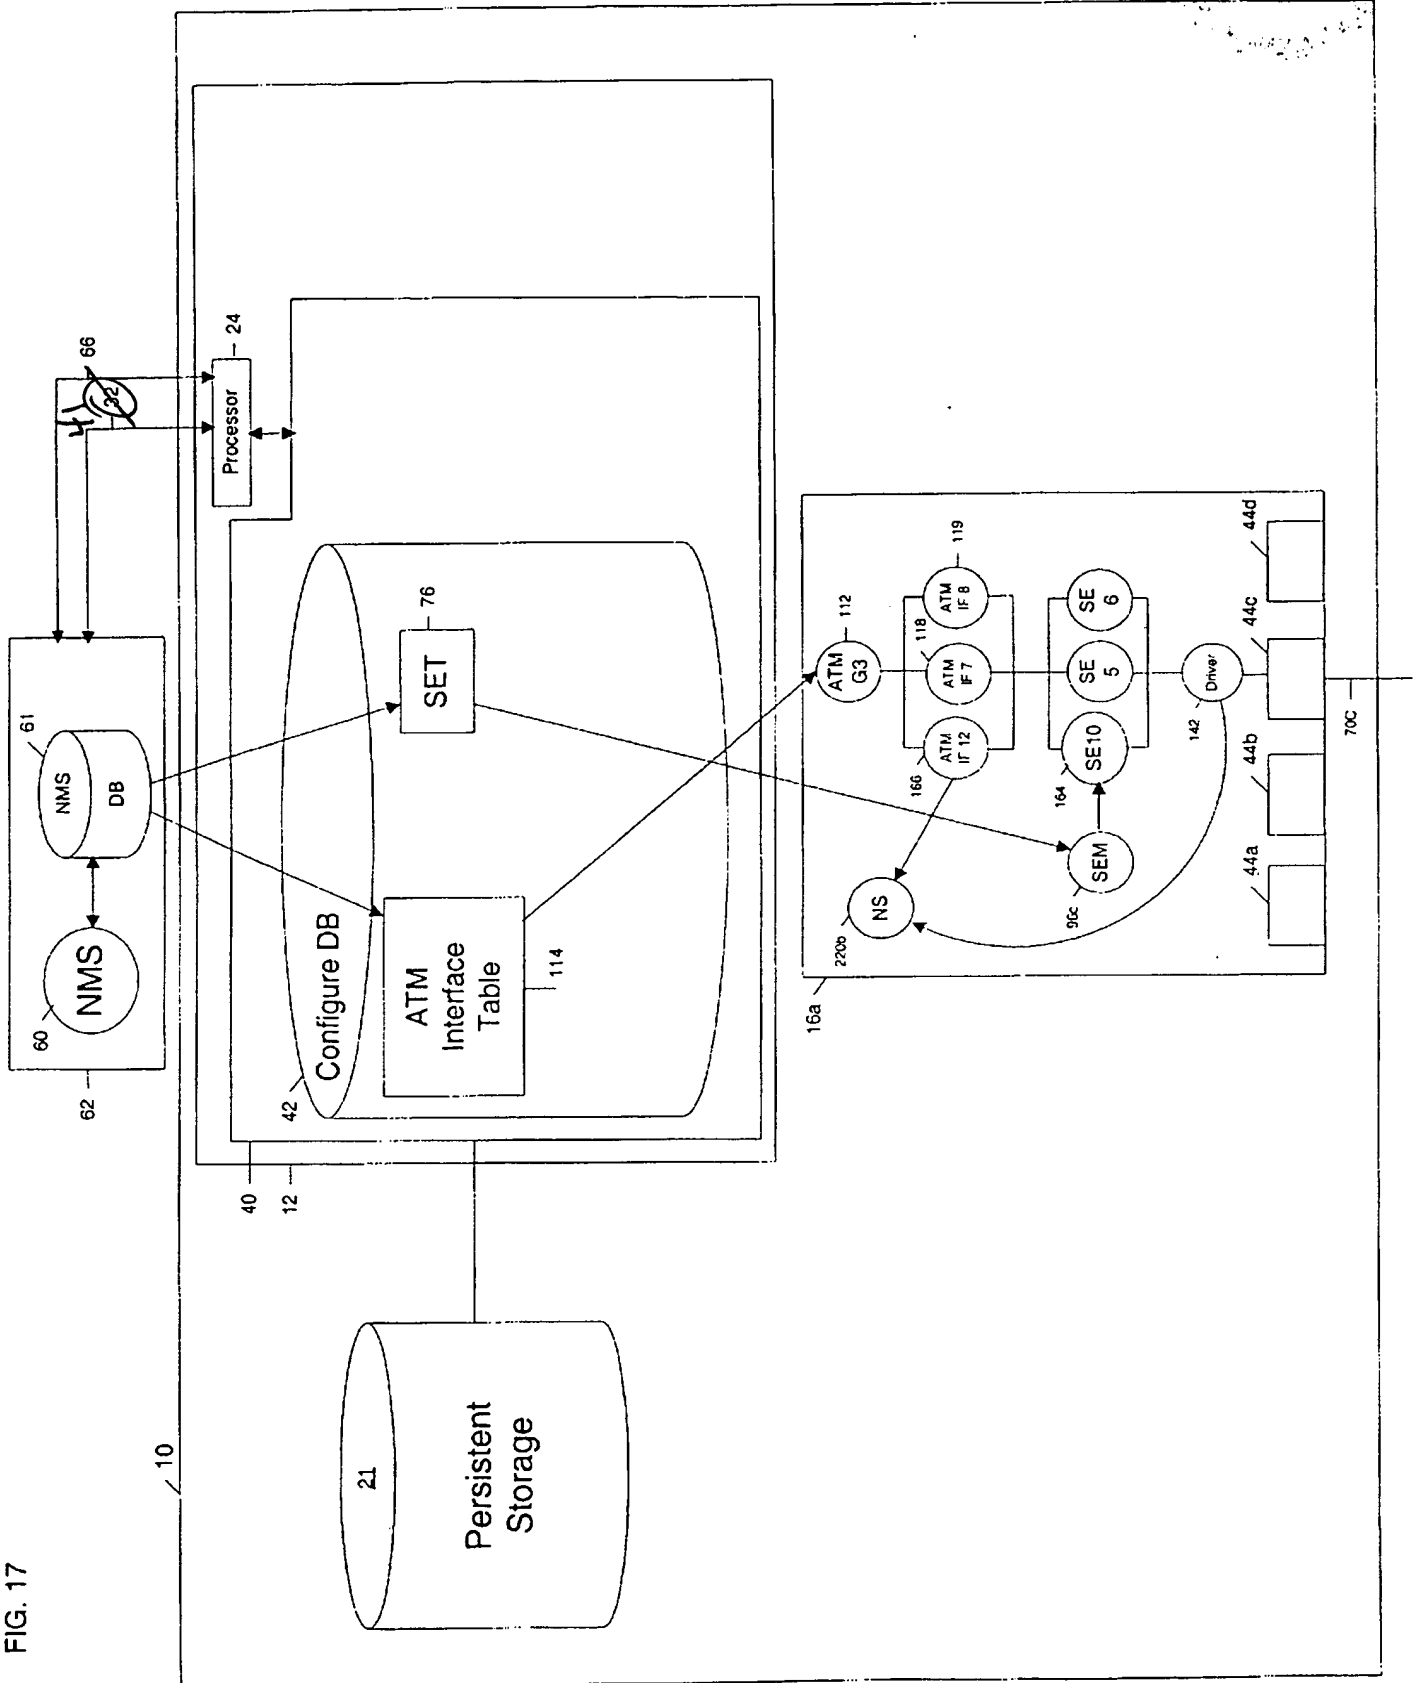 FIG. 17
10
62
60
NMS
61
NMS
DB
66
32
41
24
Processor
40
12
42
Configure DB
SET
76
ATM
Interface
Table
114
21
Persistent
Storage
16a
ATM
G3
112
ATM
IF 12
166
ATM
IF 7
118
ATM
IF 8
119
NS
220b
SEM
96c
SE10
164
SE
5
SE
6
Driver
142
44a
44b
44c
44d
70C